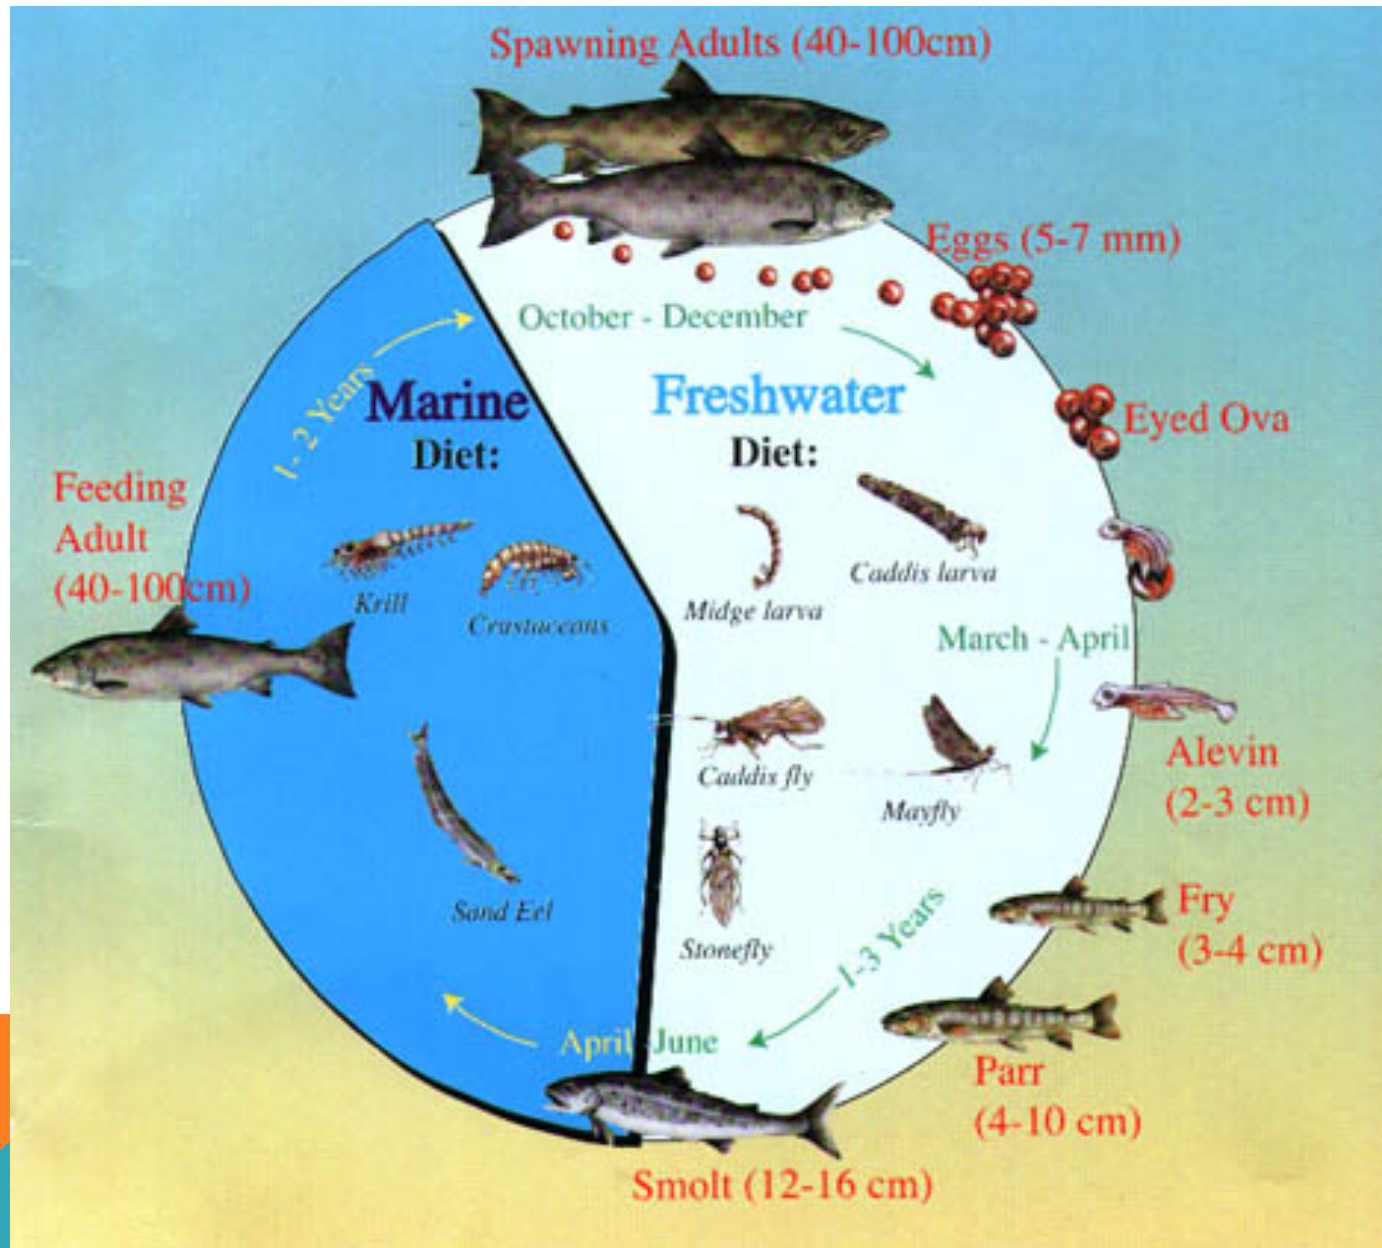 Spawning Adults (40-100cm)
Eggs (5-7 mm)
October - December
1- 2 Years
Marine
Diet:
Freshwater
Diet:
Eyed Ova
Feeding
Adult
(40-100cm)
Krill
Crustaceans
Midge larva
Caddis larva
March - April
Alevin
(2-3 cm)
Caddis fly
Mayfly
Sand Eel
Stonefly
1-3 Years
Fry
(3-4 cm)
April June
Parr
(4-10 cm)
Smolt (12-16 cm)